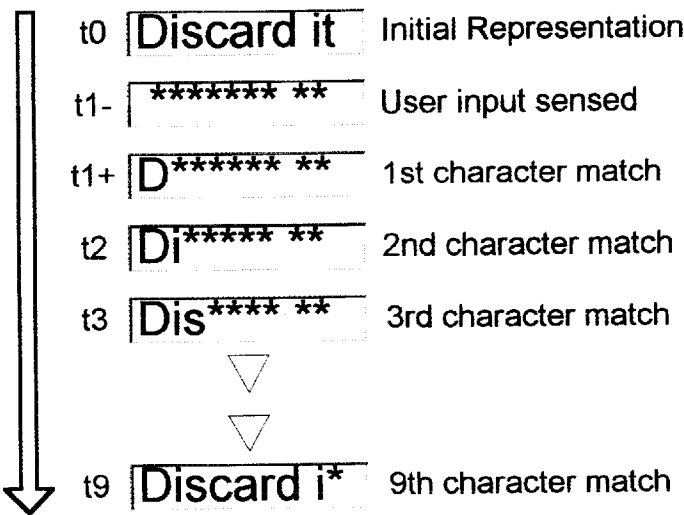 t0 Discard it Initial Representation
t1- ******* ** User input sensed
t1+ D****** ** 1st character match
t2 Di***** ** 2nd character match
t3 Dis**** ** 3rd character match
t9 Discard i* 9th character match